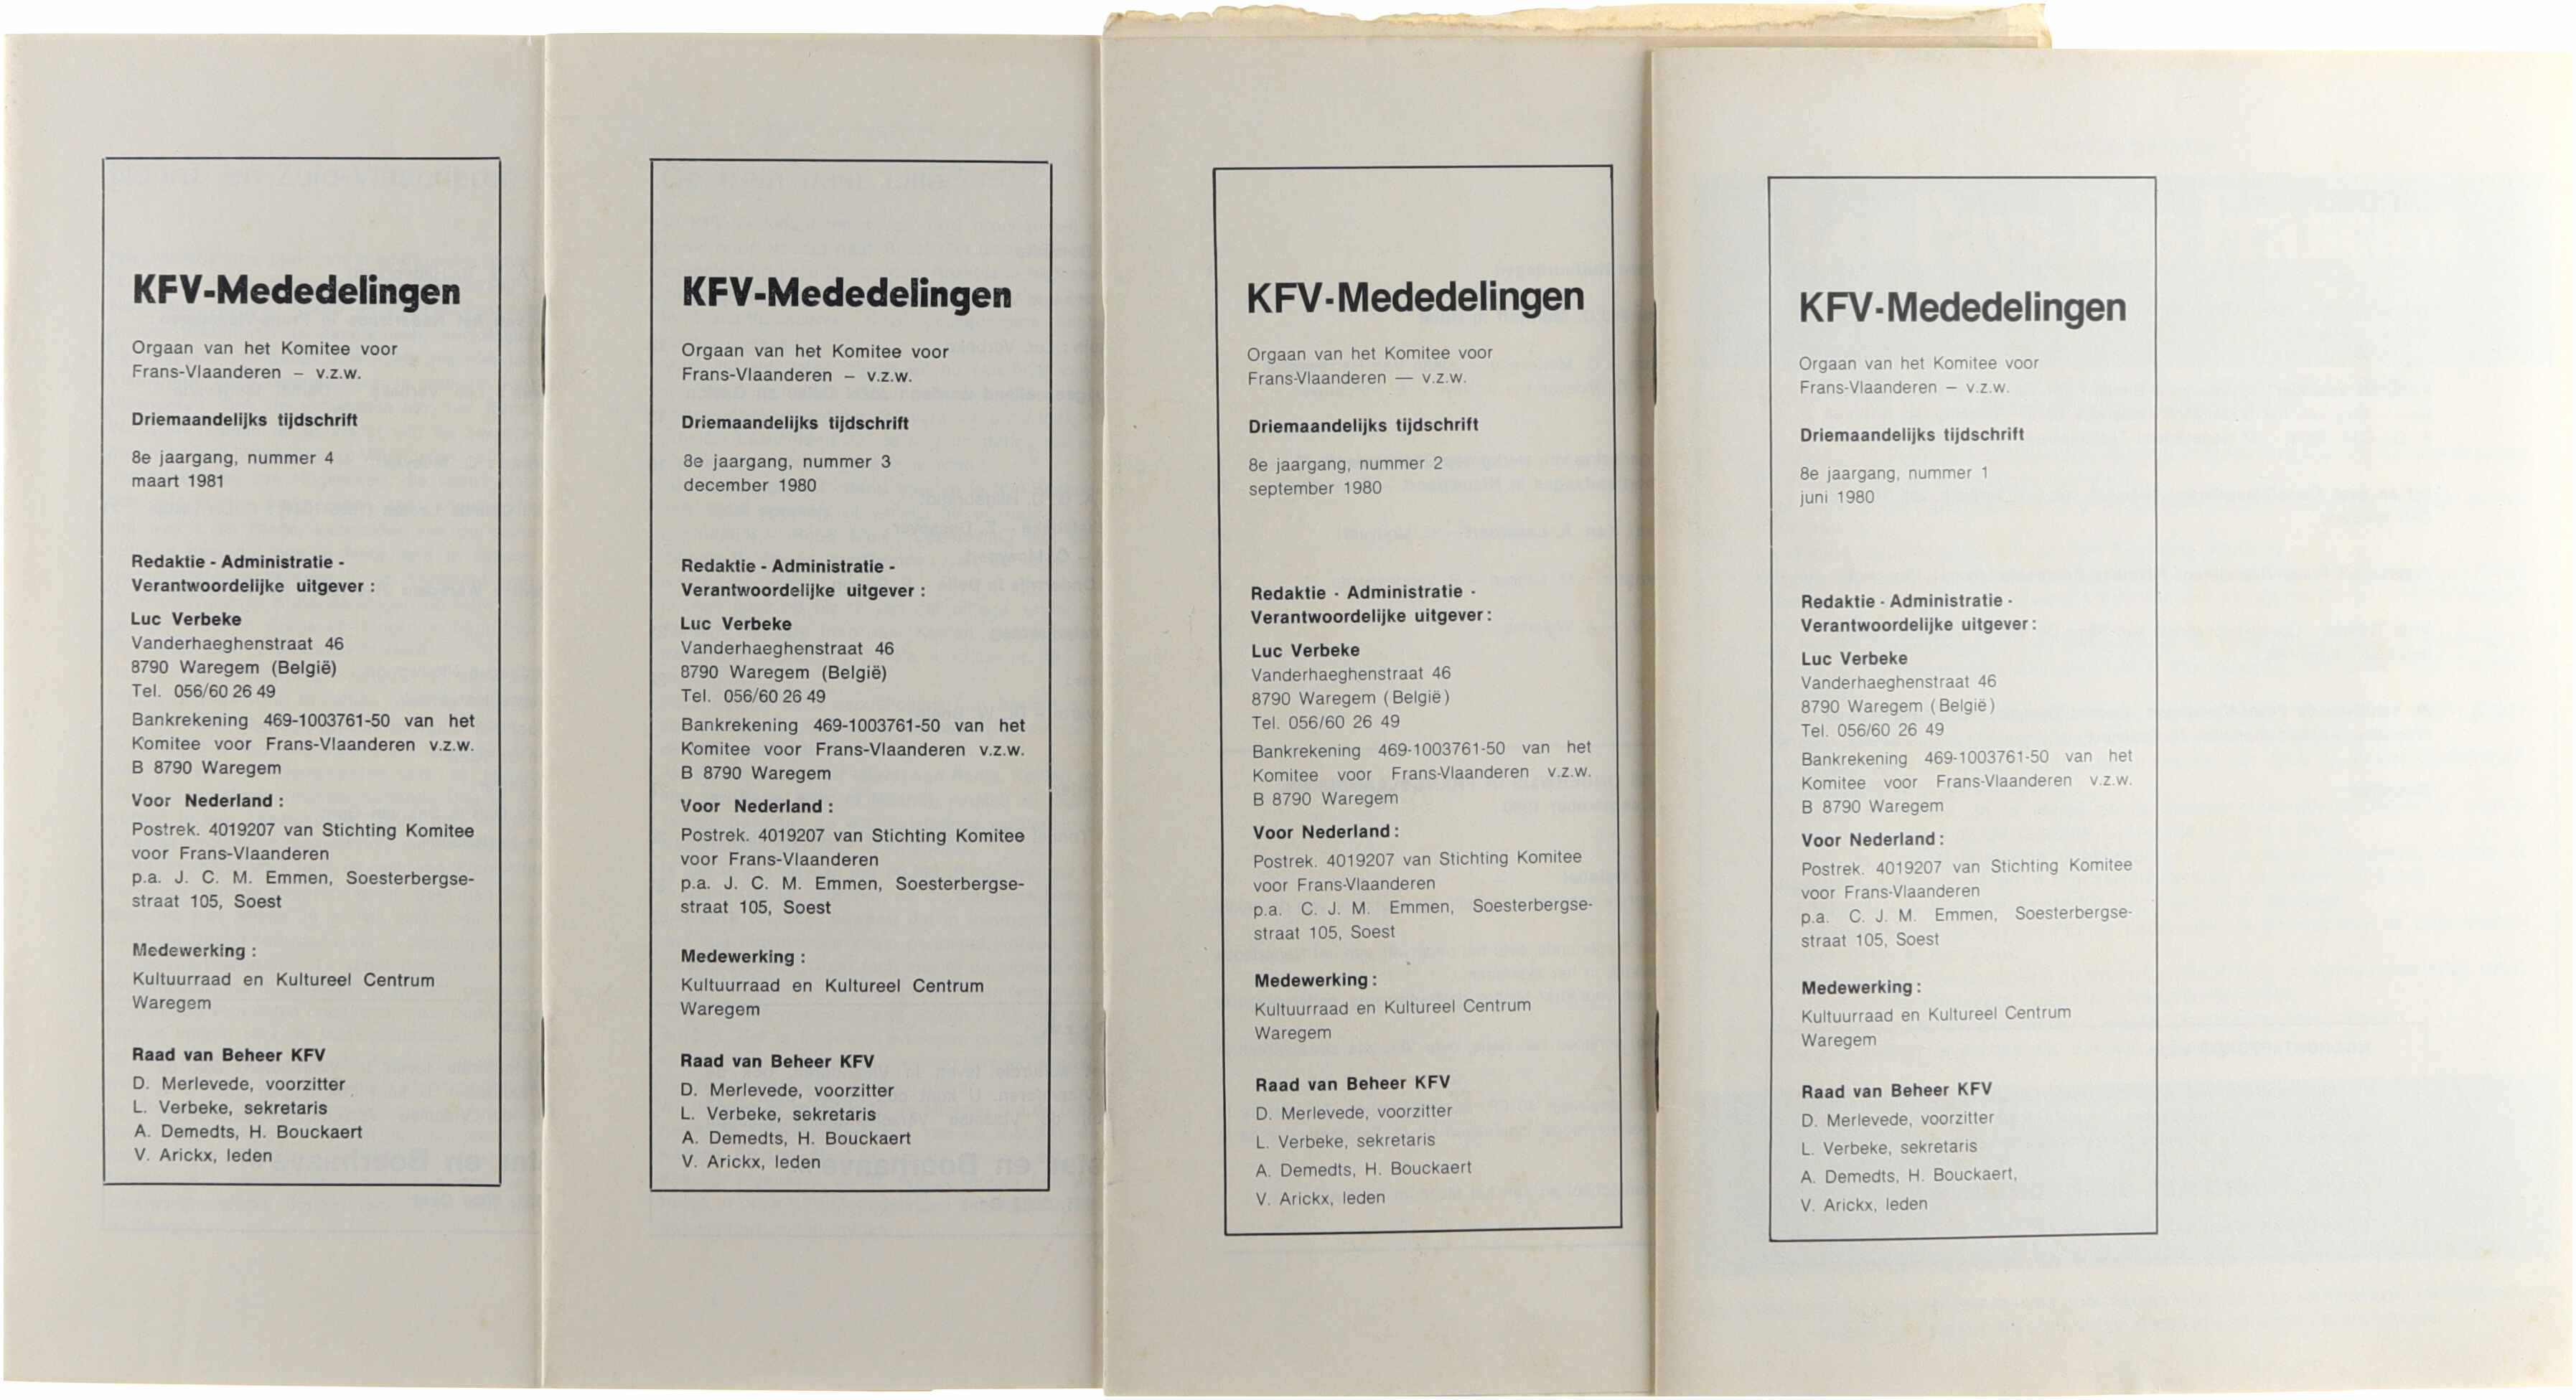 KFV-Mededelingen
Orgaan van het Komitee voor
Frans-Vlaanderen – v.z.w.
Driemaandelijks tijdschrift
8e jaargang, nummer 4
maart 1981
Redaktie - Administratie -
Verantwoordelijke uitgever :
Luc Verbeke
Vanderhaeghenstraat 46
8790 Waregem (België)
Tel. 056/60 26 49
Bankrekening 469-1003761-50 van het
Komitee voor Frans-Vlaanderen v.z.w.
B 8790 Waregem
Voor Nederland :
Postrek. 4019207 van Stichting Komitee
voor Frans-Vlaanderen
p.a. J. C. M. Emmen, Soesterbergse-
straat 105, Soest
Medewerking :
Kultuurraad en Kultureel Centrum
Waregem
Raad van Beheer KFV
D. Merlevede, voorzitter
L. Verbeke, sekretaris
A. Demedts, H. Bouckaert
V. Arickx, leden
KFV-Mededelingen
Orgaan van het Komitee voor
Frans-Vlaanderen – v.z.w.
Driemaandelijks tijdschrift
8e jaargang, nummer 3
december 1980
Redaktie - Administratie -
Verantwoordelijke uitgever :
Luc Verbeke
Vanderhaeghenstraat 46
8790 Waregem (België)
Tel. 056/60 26 49
Bankrekening 469-1003761-50 van het
Komitee voor Frans-Vlaanderen v.z.w.
B 8790 Waregem
Voor Nederland :
Postrek. 4019207 van Stichting Komitee
voor Frans-Vlaanderen
p.a. J. C. M. Emmen, Soesterbergse-
straat 105, Soest
Medewerking :
Kultuurraad en Kultureel Centrum
Waregem
Raad van Beheer KFV
D. Merlevede, voorzitter
L. Verbeke, sekretaris
A. Demedts, H. Bouckaert
V. Arickx, leden
KFV-Mededelingen
Orgaan van het Komitee voor
Frans-Vlaanderen — v.z.w.
Driemaandelijks tijdschrift
8e jaargang, nummer 2
september 1980
Redaktie - Administratie -
Verantwoordelijke uitgever :
Luc Verbeke
Vanderhaeghenstraat 46
8790 Waregem ( België )
Tel. 056/60 26 49
Bankrekening 469-1003761-50 van het
Komitee voor Frans-Vlaanderen v.z.w.
B 8790 Waregem
Voor Nederland :
Postrek. 4019207 van Stichting Komitee
voor Frans-Vlaanderen
p.a. C. J. M. Emmen, Soesterbergse-
straat 105, Soest
Medewerking :
Kultuurraad en Kultureel Centrum
Waregem
Raad van Beheer KFV
D. Merlevede, voorzitter
L. Verbeke, sekretaris
A. Demedts, H. Bouckaert
V. Arickx, leden
KFV-Mededelingen
Orgaan van het Komitee voor
Frans-Vlaanderen – v.z.w.
Driemaandelijks tijdschrift
8e jaargang, nummer 1
juni 1980
Redaktie - Administratie -
Verantwoordelijke uitgever :
Luc Verbeke
Vanderhaeghenstraat 46
8790 Waregem ( België )
Tel. 056/60 26 49
Bankrekening 469-1003761-50 van het
Komitee voor Frans-Vlaanderen v.z.w.
B 8790 Waregem
Voor Nederland :
Postrek. 4019207 van Stichting Komitee
voor Frans-Vlaanderen
p.a. C. J. M. Emmen, Soesterbergse-
straat 105, Soest
Medewerking :
Kultuurraad en Kultureel Centrum
Waregem
Raad van Beheer KFV
D. Merlevede, voorzitter
L. Verbeke, sekretaris
A. Demedts, H. Bouckaert,
V. Arickx, leden